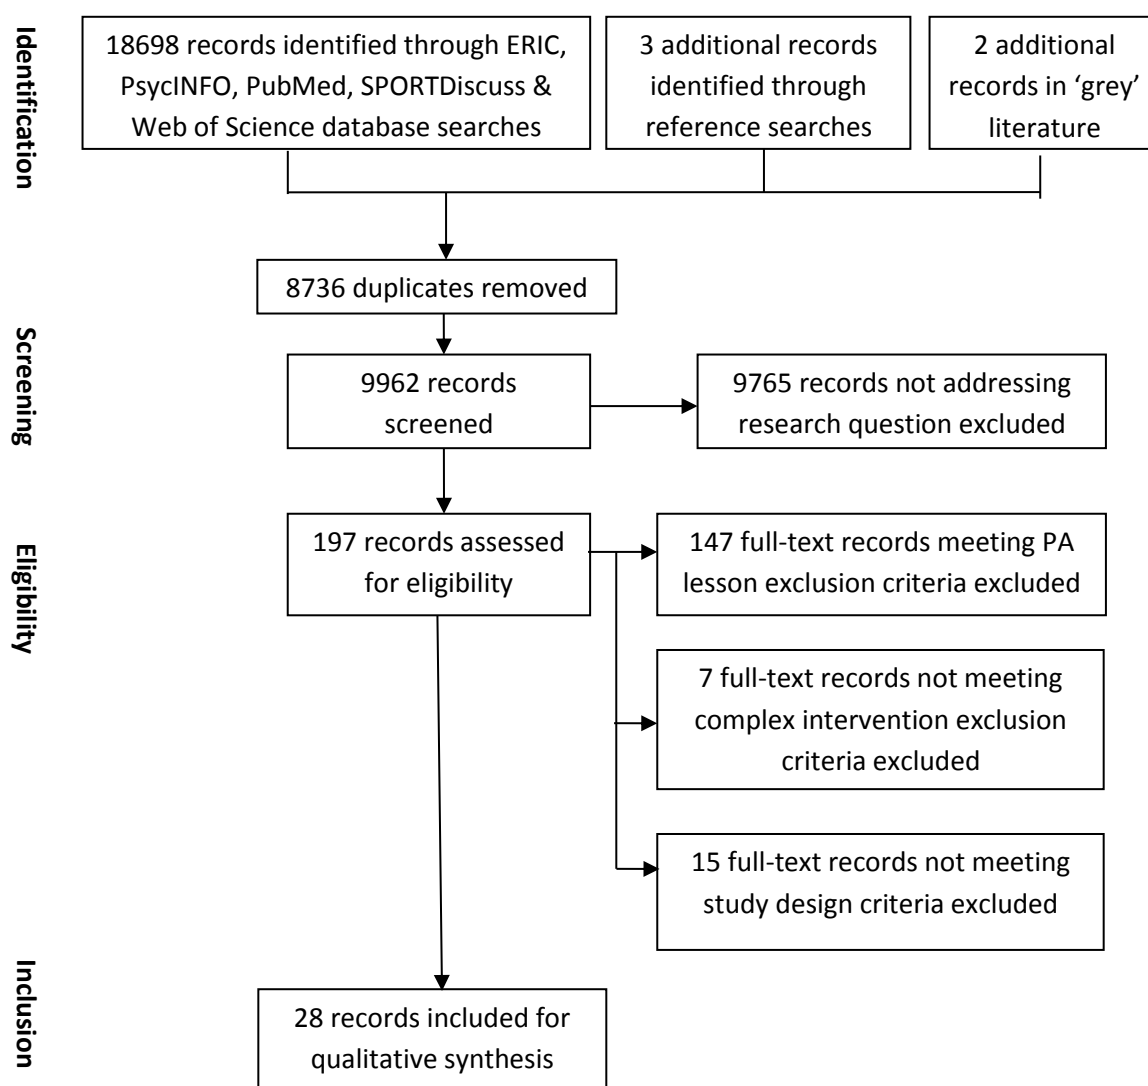 Identification
18698 records identified through ERIC,
PsycINFO, PubMed, SPORTDiscuss &
Web of Science database searches
3 additional records
identified through
reference searches
2 additional
records in ‘grey’
literature
8736 duplicates removed
Screening
9962 records
screened
9765 records not addressing
research question excluded
Eligibility
197 records assessed
for eligibility
147 full-text records meeting PA
lesson exclusion criteria excluded
7 full-text records not meeting
complex intervention exclusion
criteria excluded
15 full-text records not meeting
study design criteria excluded
Inclusion
28 records included for
qualitative synthesis